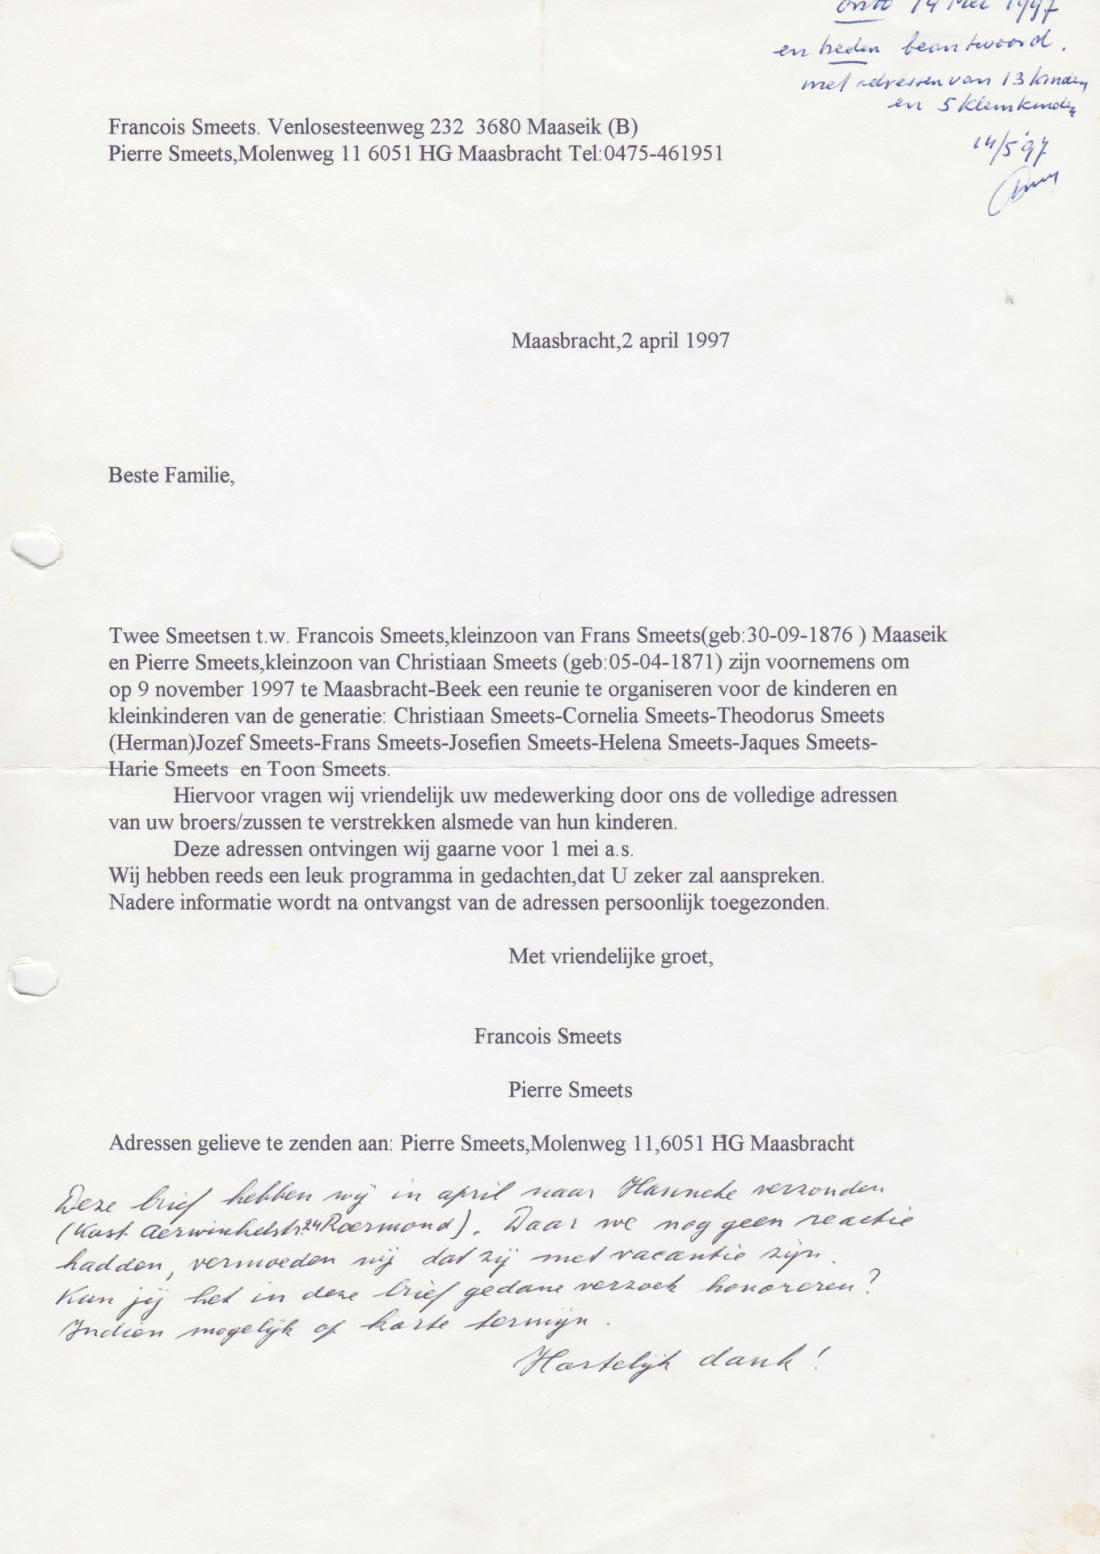 14 Mei 1997
en heden beantwoord.
met adressen van 13 kinderen
en 5 kleinkinderen
14/5'97
Francois Smeets. Venlosesteenweg 232 3680 Maaseik (B)
Pierre Smeets,Molenweg 11 6051 HG Maasbracht Tel:0475-461951
Maasbracht,2 april 1997
Beste Familie,
Twee Smeetsen t.w. Francois Smeets,kleinzoon van Frans Smeets(geb:30-09-1876 ) Maaseik
en Pierre Smeets,kleinzoon van Christiaan Smeets (geb:05-04-1871) zijn voornemens om
op 9 november 1997 te Maasbracht-Beek een reunie te organiseren voor de kinderen en
kleinkinderen van de generatie: Christiaan Smeets-Cornelia Smeets-Theodorus Smeets
(Herman)Jozef Smeets-Frans Smeets-Josefien Smeets-Helena Smeets-Jaques Smeets-
Harie Smeets en Toon Smeets.
Hiervoor vragen wij vriendelijk uw medewerking door ons de volledige adressen
van uw broers/zussen te verstrekken alsmede van hun kinderen.
Deze adressen ontvingen wij gaarne voor 1 mei a.s.
Wij hebben reeds een leuk programma in gedachten,dat U zeker zal aanspreken.
Nadere informatie wordt na ontvangst van de adressen persoonlijk toegezonden.
Met vriendelijke groet,
Francois Smeets
Pierre Smeets
Adressen gelieve te zenden aan: Pierre Smeets,Molenweg 11,6051 HG Maasbracht
Deze brief hebben wij in april naar Hanneke verzonden
(Kast. Aerwinkelstr. 24 Roermond). Daar we nog geen reactie
hadden, vermoeden wij dat zij met vacantie zijn.
Kun jij het in deze brief gedane verzoek honoreren?
Indien mogelijk op korte termijn.
Hartelijk dank!